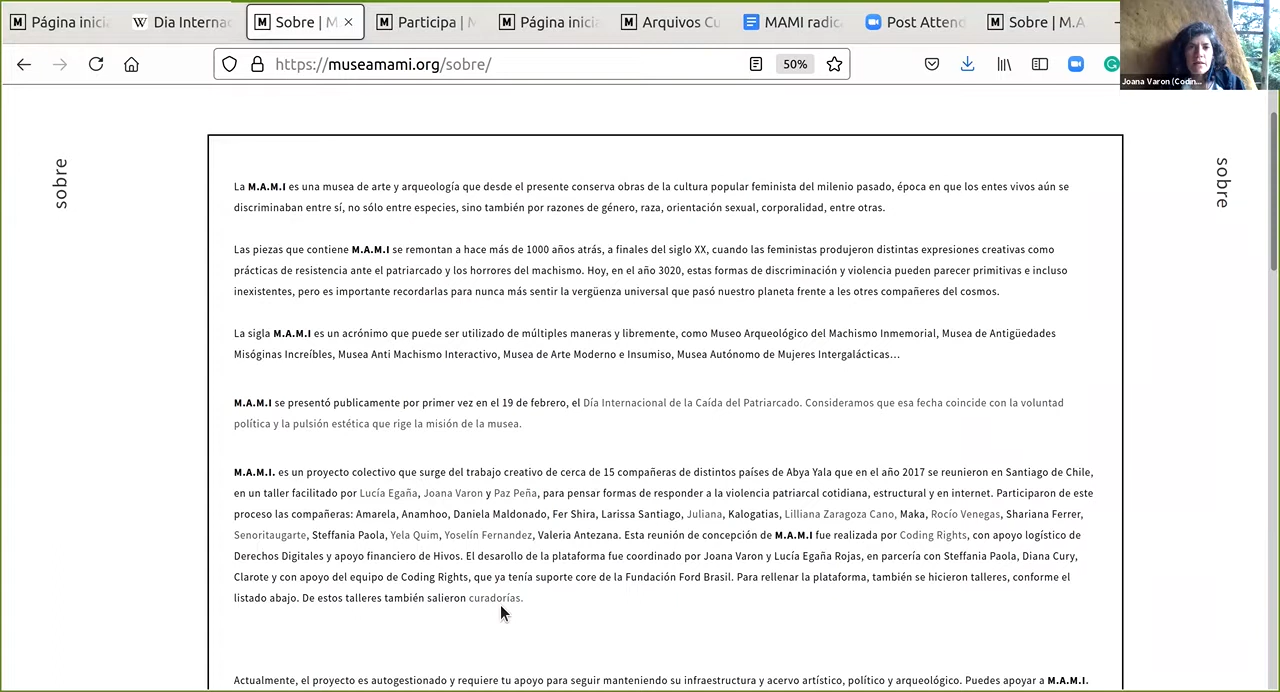 Página inici
Dia Interna
Sobre | M
Participa | M
Página inici
Arquivos Cu
MAMI radic
Post Attend
Sobre | M.A
https://museamami.org/sobre/
50%
Joana Varon (Codin...
sobre
sobre
La M.A.M.I es una musea de arte y arqueología que desde el presente conserva obras de la cultura popular feminista del milenio pasado, época en que los entes vivos aún se
discriminaban entre sí, no sólo entre especies, sino también por razones de género, raza, orientación sexual, corporalidad, entre otras.
Las piezas que contiene M.A.M.I se remontan a hace más de 1000 años atrás, a finales del siglo XX, cuando las feministas produjeron distintas expresiones creativas como
prácticas de resistencia ante el patriarcado y los horrores del machismo. Hoy, en el año 3020, estas formas de discriminación y violencia pueden parecer primitivas e incluso
inexistentes, pero es importante recordarlas para nunca más sentir la vergüenza universal que pasó nuestro planeta frente a les otres compañeres del cosmos.
La sigla M.A.M.I es un acrónimo que puede ser utilizado de múltiples maneras y libremente, como Museo Arqueológico del Machismo Inmemorial, Musea de Antigüedades
Misóginas Increíbles, Musea Anti Machismo Interactivo, Musea de Arte Moderno e Insumiso, Musea Autónomo de Mujeres Intergalácticas...
M.A.M.I se presentó publicamente por primer vez en el 19 de febrero, el Día Internacional de la Caída del Patriarcado. Consideramos que esa fecha coincide con la voluntad
política y la pulsión estética que rige la misión de la musea.
M.A.M.I. es un proyecto colectivo que surge del trabajo creativo de cerca de 15 compañeras de distintos países de Abya Yala que en el año 2017 se reunieron en Santiago de Chile,
en un taller facilitado por Lucía Egaña, Joana Varon y Paz Peña, para pensar formas de responder a la violencia patriarcal cotidiana, estructural y en internet. Participaron de este
proceso las compañeras: Amarela, Anamhoo, Daniela Maldonado, Fer Shira, Larissa Santiago, Juliana, Kalogatias, Lilliana Zaragoza Cano, Maka, Rocío Venegas, Shariana Ferrer,
Senoritaugarte, Steffania Paola, Yela Quim, Yoselín Fernandez, Valeria Antezana. Esta reunión de concepción de M.A.M.I fue realizada por Coding Rights, con apoyo logístico de
Derechos Digitales y apoyo financiero de Hivos. El desarollo de la plataforma fue coordinado por Joana Varon y Lucía Egaña Rojas, en parcería con Steffania Paola, Diana Cury,
Clarote y con apoyo del equipo de Coding Rights, que ya tenía suporte core de la Fundación Ford Brasil. Para rellenar la plataforma, también se hicieron talleres, conforme el
listado abajo. De estos talleres también salieron curadorías.
Actualmente, el proyecto es autogestionado y requiere tu apoyo para seguir manteniendo su infraestructura y acervo artístico, político y arqueológico. Puedes apoyar a M.A.M.I.